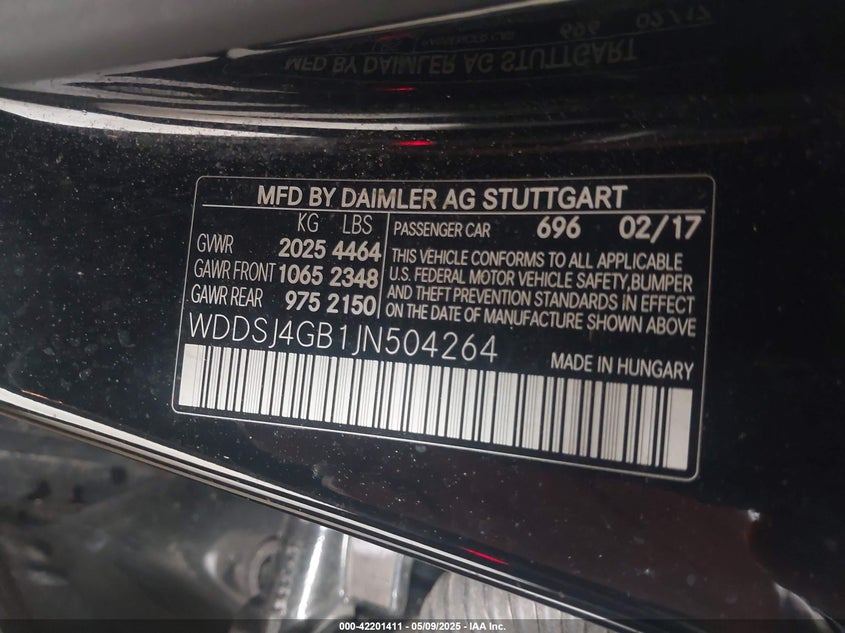 MFD BY DAIMLER AG STUTTGART
KG LBS
GVWR 2025 4464
GAWR FRONT 1065 2348
GAWR REAR 975 2150
PASSENGER CAR 696 02/17
THIS VEHICLE CONFORMS TO ALL APPLICABLE
U.S. FEDERAL MOTOR VEHICLE SAFETY,BUMPER
AND THEFT PREVENTION STANDARDS IN EFFECT
ON THE DATE OF MANUFACTURE SHOWN ABOVE
WDDSJ4GB1JN504264
MADE IN HUNGARY
000-42201411 - 05/09/2025 - IAA Inc.